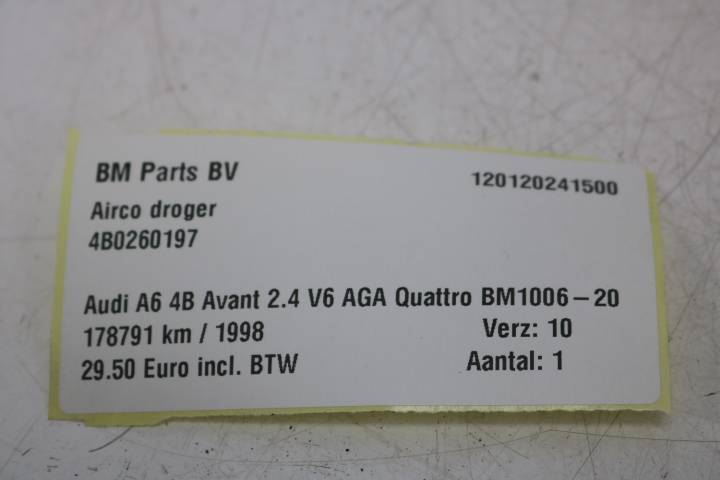 BM Parts BV 120120241500
Airco droger
4B0260197
Audi A6 4B Avant 2.4 V6 AGA Quattro BM1006-20
178791 km / 1998 Verz: 10
29.50 Euro incl. BTW Aantal: 1